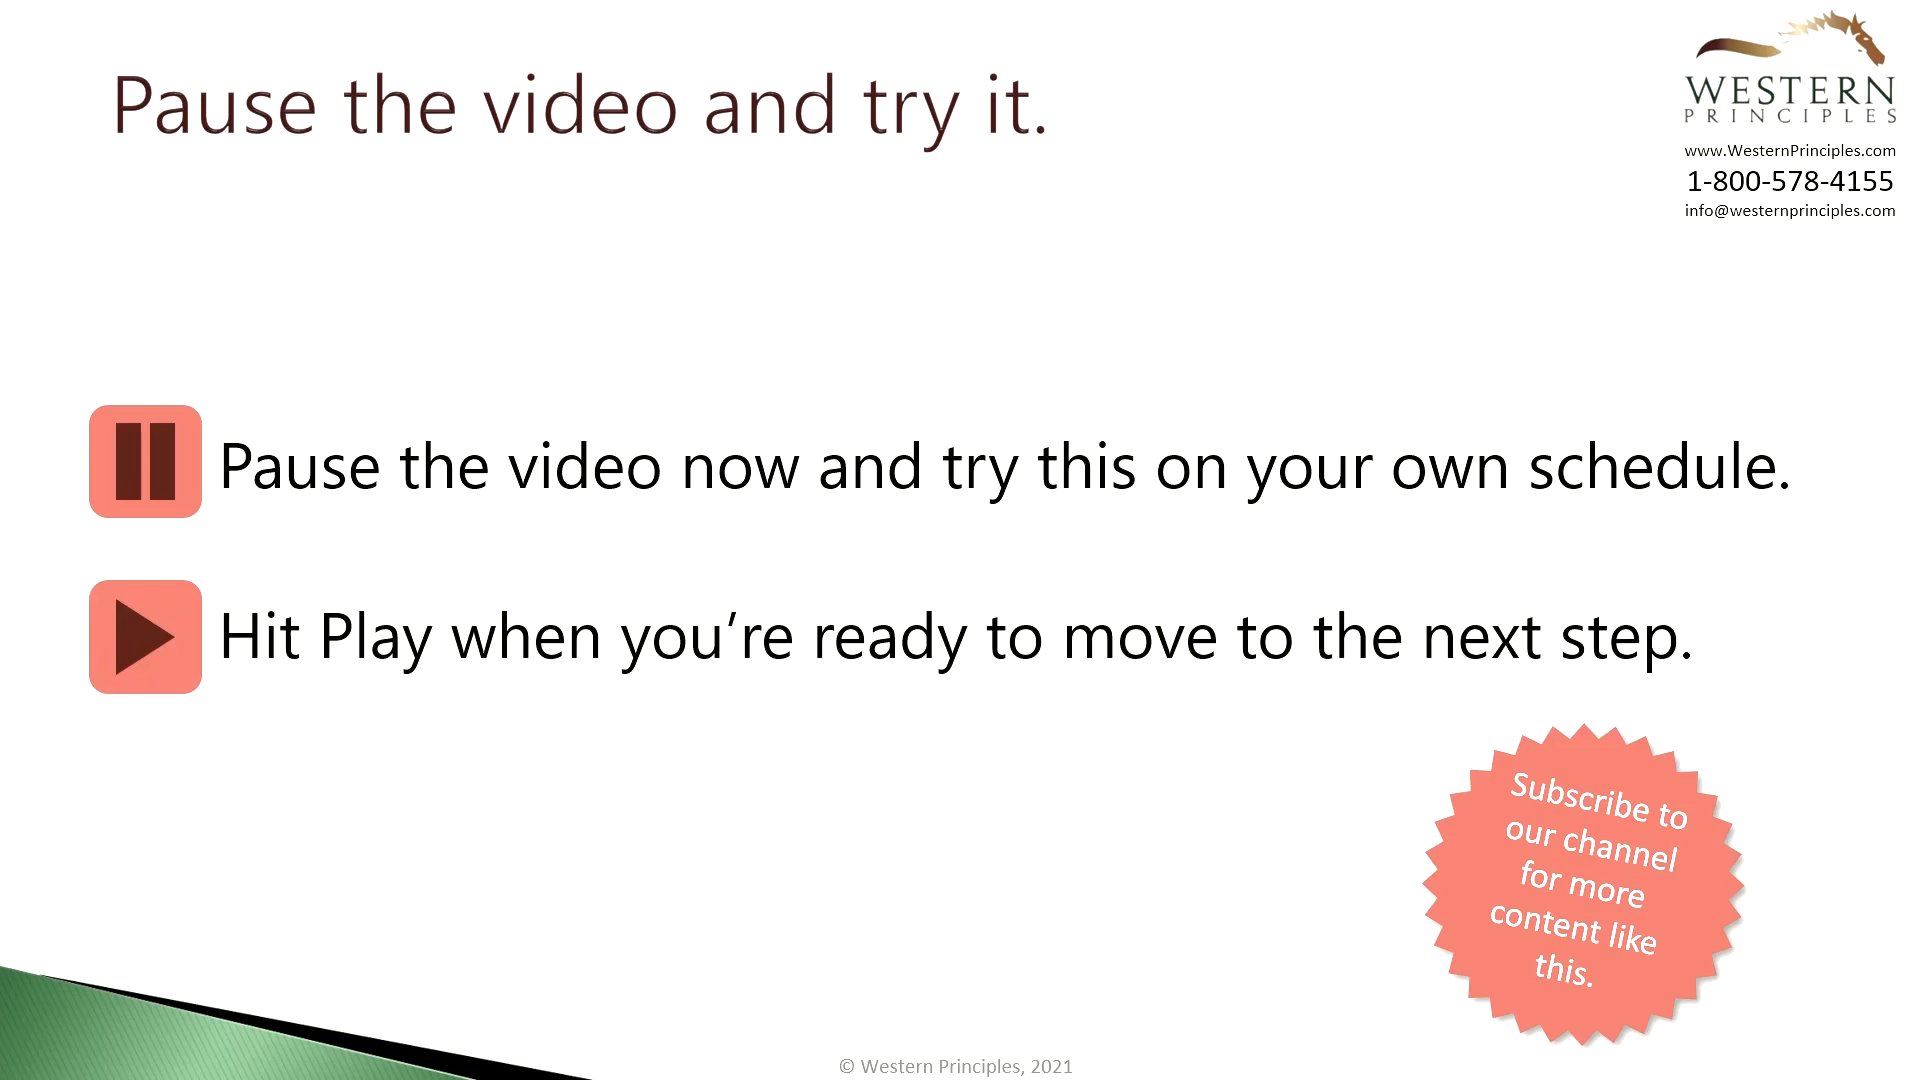 Pause the video and try it.
WESTERN
PRINCIPLES
www.WesternPrinciples.com
1-800-578-4155
info@westernprinciples.com
Pause the video now and try this on your own schedule.
Hit Play when you’re ready to move to the next step.
Subscribe to
our channel
for more
content like
this.
© Western Principles, 2021